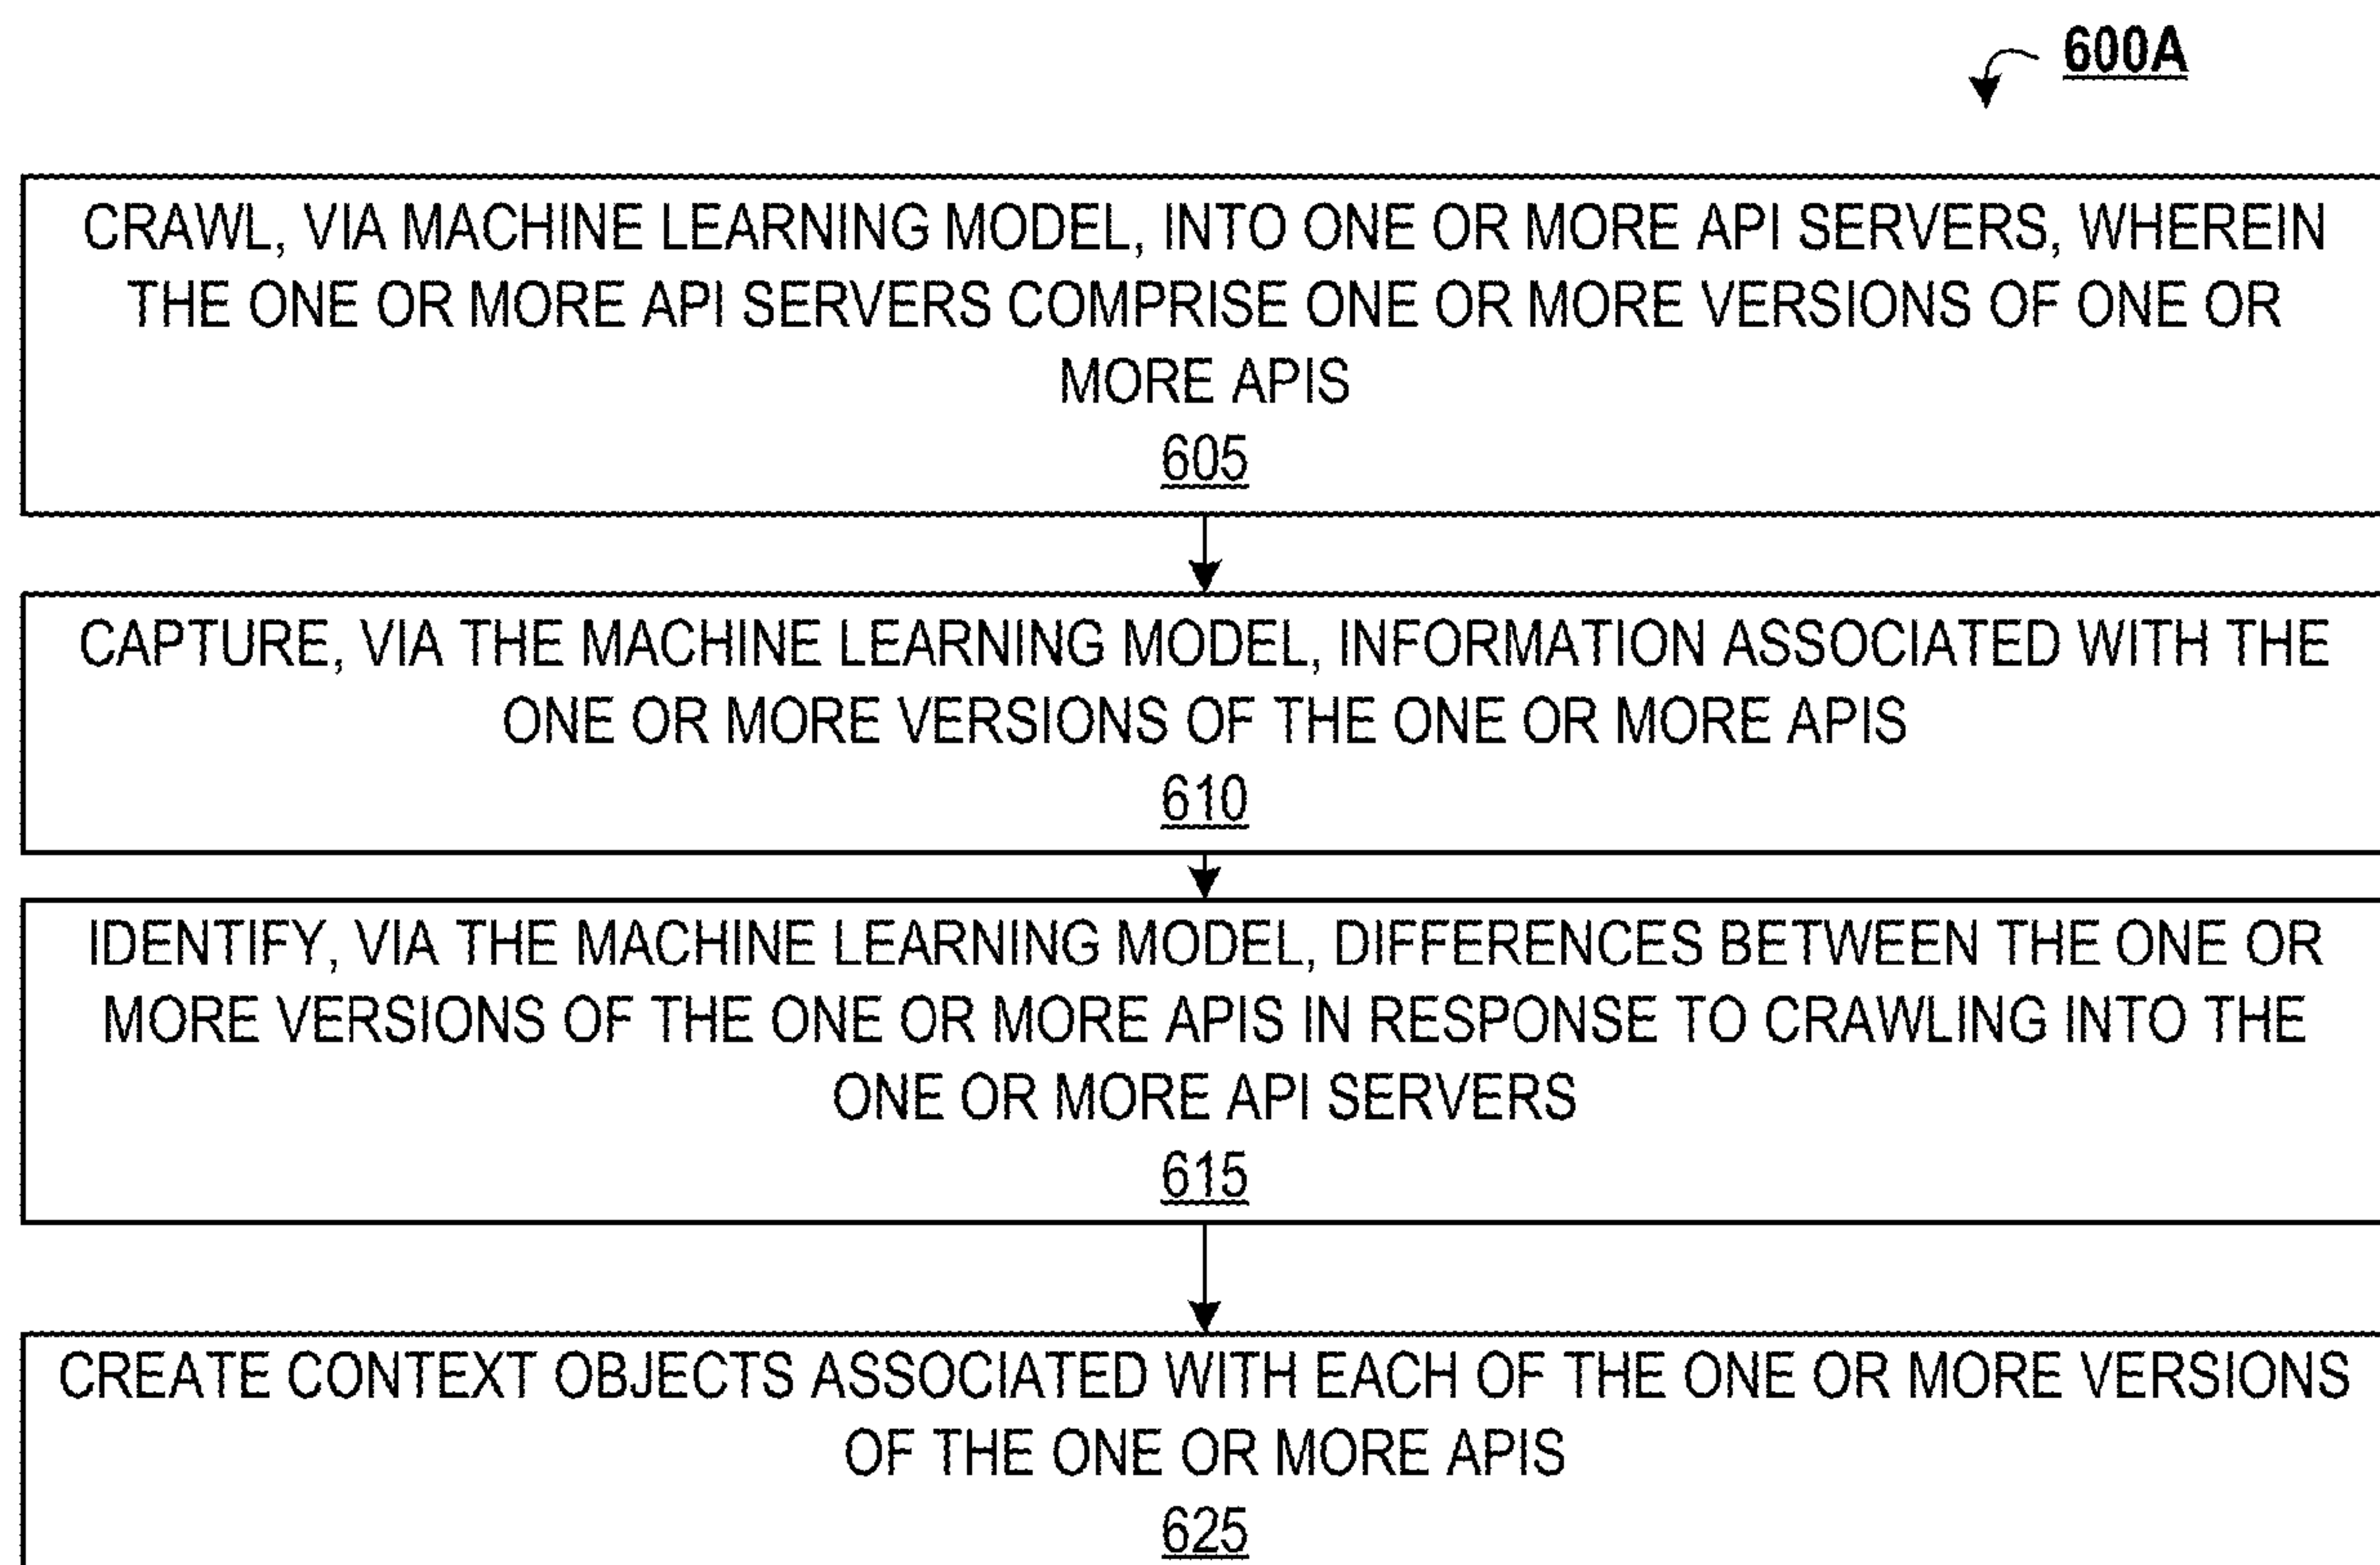 600A
CRAWL, VIA MACHINE LEARNING MODEL, INTO ONE OR MORE API SERVERS, WHEREIN
THE ONE OR MORE API SERVERS COMPRISE ONE OR MORE VERSIONS OF ONE OR
MORE APIS
605
CAPTURE, VIA THE MACHINE LEARNING MODEL, INFORMATION ASSOCIATED WITH THE
ONE OR MORE VERSIONS OF THE ONE OR MORE APIS
610
IDENTIFY, VIA THE MACHINE LEARNING MODEL, DIFFERENCES BETWEEN THE ONE OR
MORE VERSIONS OF THE ONE OR MORE APIS IN RESPONSE TO CRAWLING INTO THE
ONE OR MORE API SERVERS
615
CREATE CONTEXT OBJECTS ASSOCIATED WITH EACH OF THE ONE OR MORE VERSIONS
OF THE ONE OR MORE APIS
625